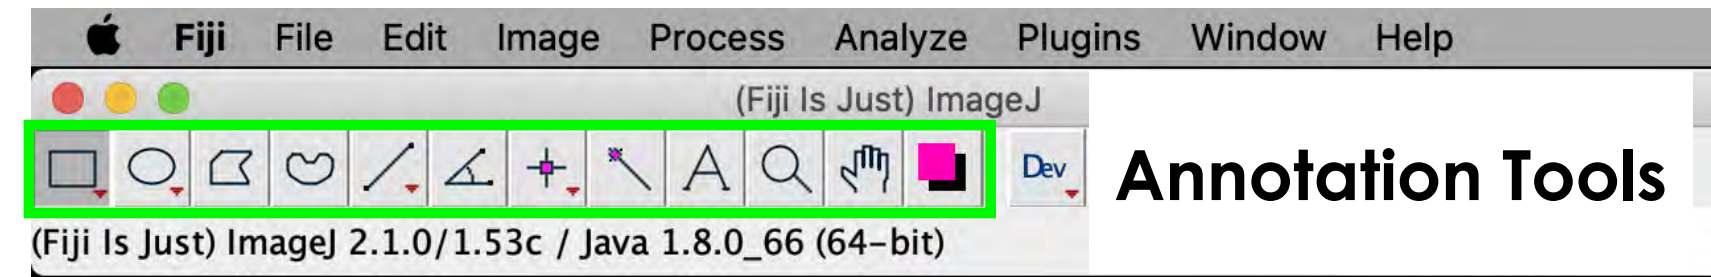 Fiji File Edit Image Process Analyze Plugins Window Help
(Fiji Is Just) ImageJ
A Dev
Annotation Tools
(Fiji Is Just) ImageJ 2.1.0/1.53c / Java 1.8.0_66 (64-bit)